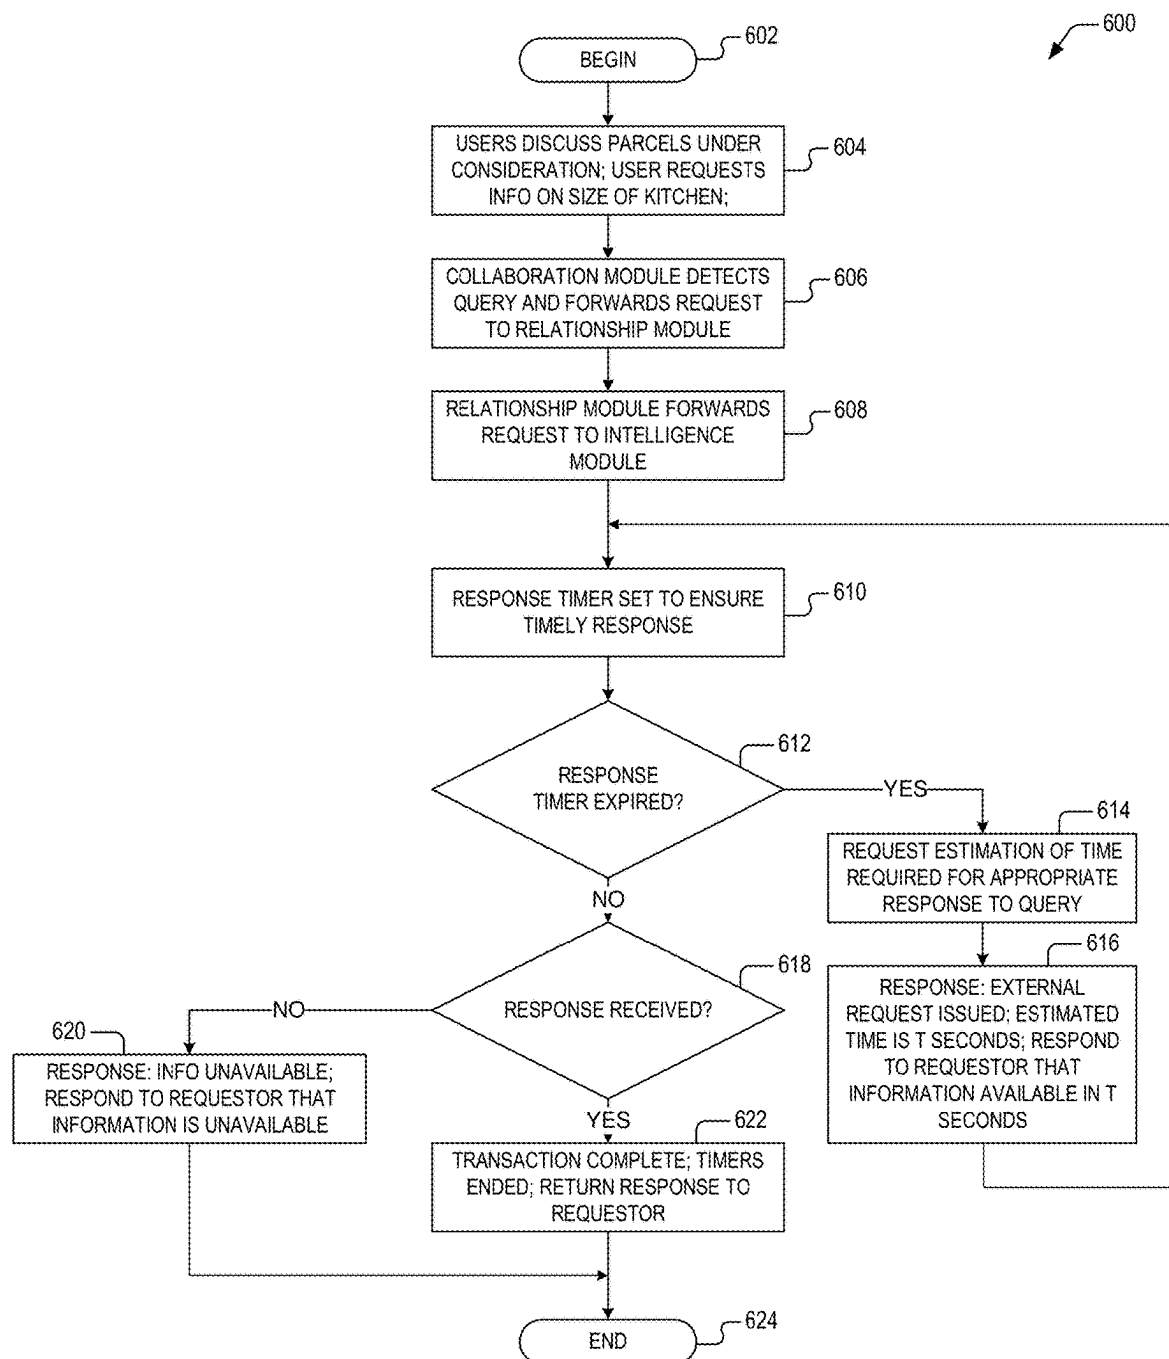 600
602
BEGIN
USERS DISCUSS PARCELS UNDER
CONSIDERATION; USER REQUESTS
INFO ON SIZE OF KITCHEN;
604
COLLABORATION MODULE DETECTS
QUERY AND FORWARDS REQUEST
TO RELATIONSHIP MODULE
606
RELATIONSHIP MODULE FORWARDS
REQUEST TO INTELLIGENCE
MODULE
608
RESPONSE TIMER SET TO ENSURE
TIMELY RESPONSE
610
612
RESPONSE
TIMER EXPIRED?
YES
614
REQUEST ESTIMATION OF TIME
REQUIRED FOR APPROPRIATE
RESPONSE TO QUERY
616
RESPONSE: EXTERNAL
REQUEST ISSUED; ESTIMATED
TIME IS T SECONDS; RESPOND
TO REQUESTOR THAT
INFORMATION AVAILABLE IN T
SECONDS
NO
618
RESPONSE RECEIVED?
NO
620
RESPONSE: INFO UNAVAILABLE;
RESPOND TO REQUESTOR THAT
INFORMATION IS UNAVAILABLE
YES
622
TRANSACTION COMPLETE; TIMERS
ENDED; RETURN RESPONSE TO
REQUESTOR
END
624